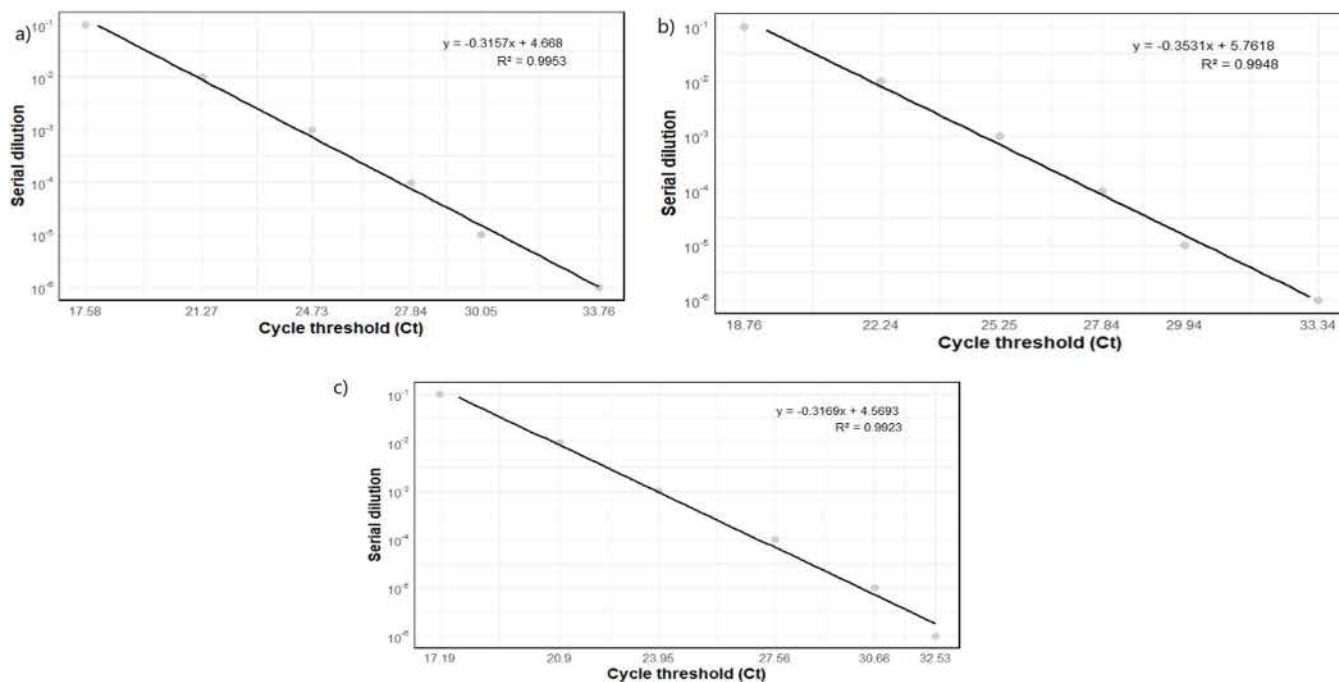 a)
y = -0.3157x + 4.668
R² = 0.9953
Serial dilution
10⁻¹
10⁻²
10⁻³
10⁻⁴
10⁻⁵
10⁻⁶
17.58 21.27 24.73 27.84 30.05 33.76
Cycle threshold (Ct)
b)
y = -0.3531x + 5.7618
R² = 0.9948
Serial dilution
10⁻¹
10⁻²
10⁻³
10⁻⁴
10⁻⁵
10⁻⁶
18.76 22.24 25.25 27.84 29.94 33.34
Cycle threshold (Ct)
c)
y = -0.3169x + 4.5693
R² = 0.9923
Serial dilution
10⁻¹
10⁻²
10⁻³
10⁻⁴
10⁻⁵
10⁻⁶
17.19 20.9 23.95 27.56 30.66 32.53
Cycle threshold (Ct)